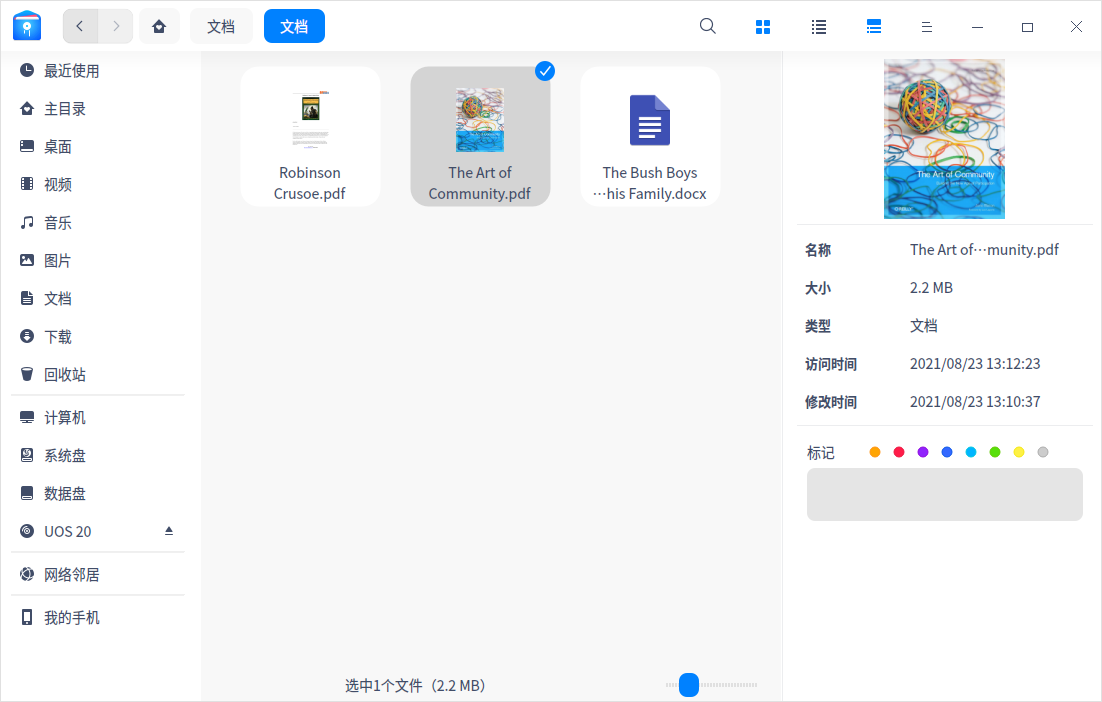 文档
文档
最近使用
主目录
桌面
视频
音乐
图片
文档
下载
回收站
计算机
系统盘
数据盘
UOS 20
网络邻居
我的手机
Robinson
Crusoe.pdf
The Art of
Community.pdf
The Bush Boys
…his Family.docx
选中1个文件（2.2 MB）
The Art of Community
名称 The Art of…munity.pdf
大小 2.2 MB
类型 文档
访问时间 2021/08/23 13:12:23
修改时间 2021/08/23 13:10:37
标记